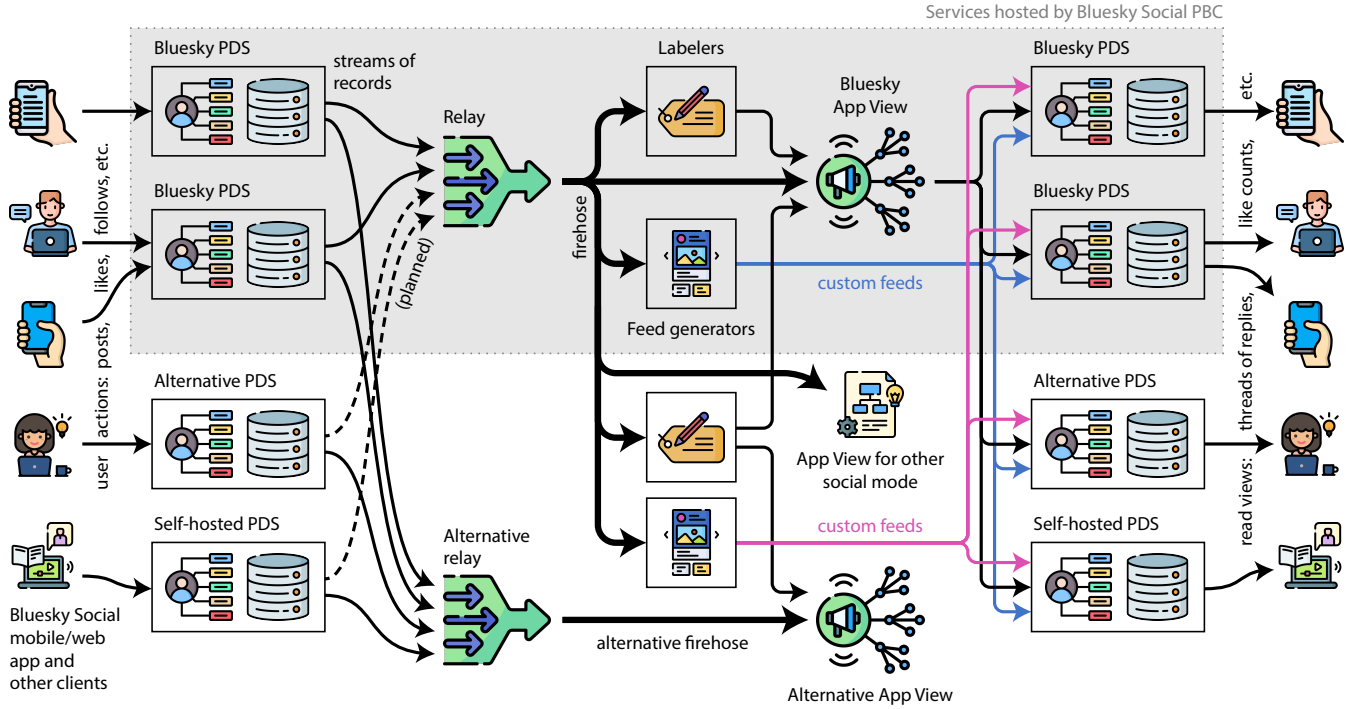 Services hosted by Bluesky Social PBC
Bluesky PDS
streams of
records
Labelers
Bluesky
App View
Bluesky PDS
Relay
Bluesky PDS
Bluesky PDS
firehose
(planned)
custom feeds
Feed generators
user actions: posts, likes, follows, etc.
read views: threads of replies, like counts, etc.
Alternative PDS
Alternative PDS
App View for other
social mode
custom feeds
Self-hosted PDS
Self-hosted PDS
Alternative
relay
alternative firehose
Alternative App View
Bluesky Social
mobile/web
app and
other clients